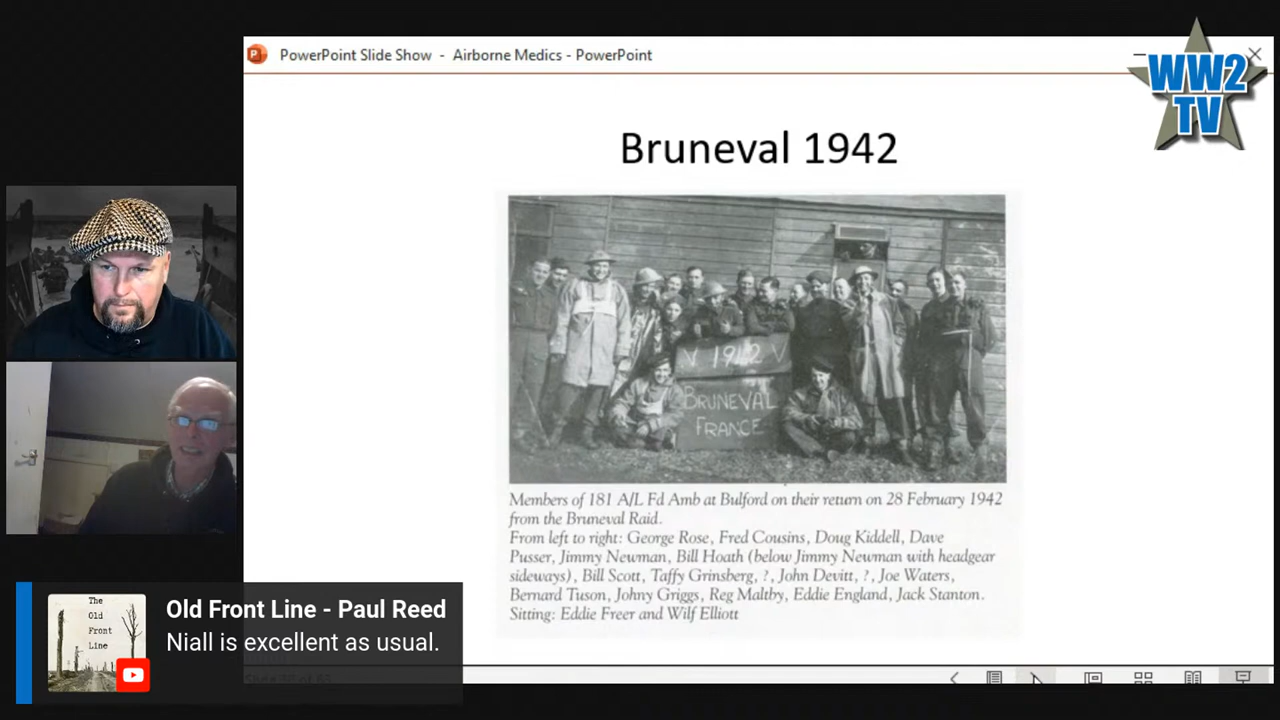 PowerPoint Slide Show - Airborne Medics - PowerPoint
WW2
TV
Bruneval 1942
V 1942 V
BRUNEVAL
FRANCE
Members of 181 A/L Fd Amb at Bulford on their return on 28 February 1942
from the Bruneval Raid.
From left to right: George Rose, Fred Cousins, Doug Kiddell, Dave
Pusser, Jimmy Newman, Bill Hoath (below Jimmy Newman with headgear
sideways), Bill Scott, Taffy Grinsberg, ?, John Devitt, ?, Joe Waters,
Bernard Tuson, Johny Griggs, Reg Maltby, Eddie England, Jack Stanton.
Sitting: Eddie Freer and Wilf Elliott
The
Old
Front
Line
Old Front Line - Paul Reed
Niall is excellent as usual.